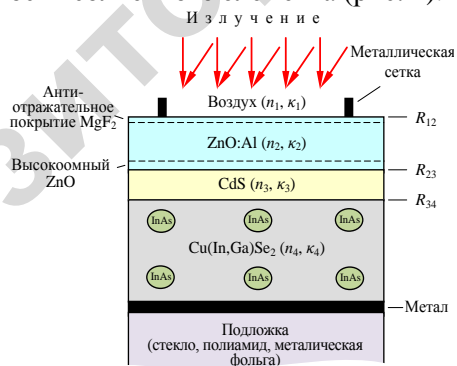 Излучение
Металлическая
сетка
Анти-
отражательное
покрытие MgF₂
Воздух (n₁, κ₁)
R₁₂
ZnO:Al (n₂, κ₂)
Высокоомный
ZnO
R₂₃
CdS (n₃, κ₃)
R₃₄
InAs InAs InAs
Cu(In,Ga)Se₂ (n₄, κ₄)
InAs InAs InAs
Метал
Подложка
(стекло, полиамид, металическая
фольга)